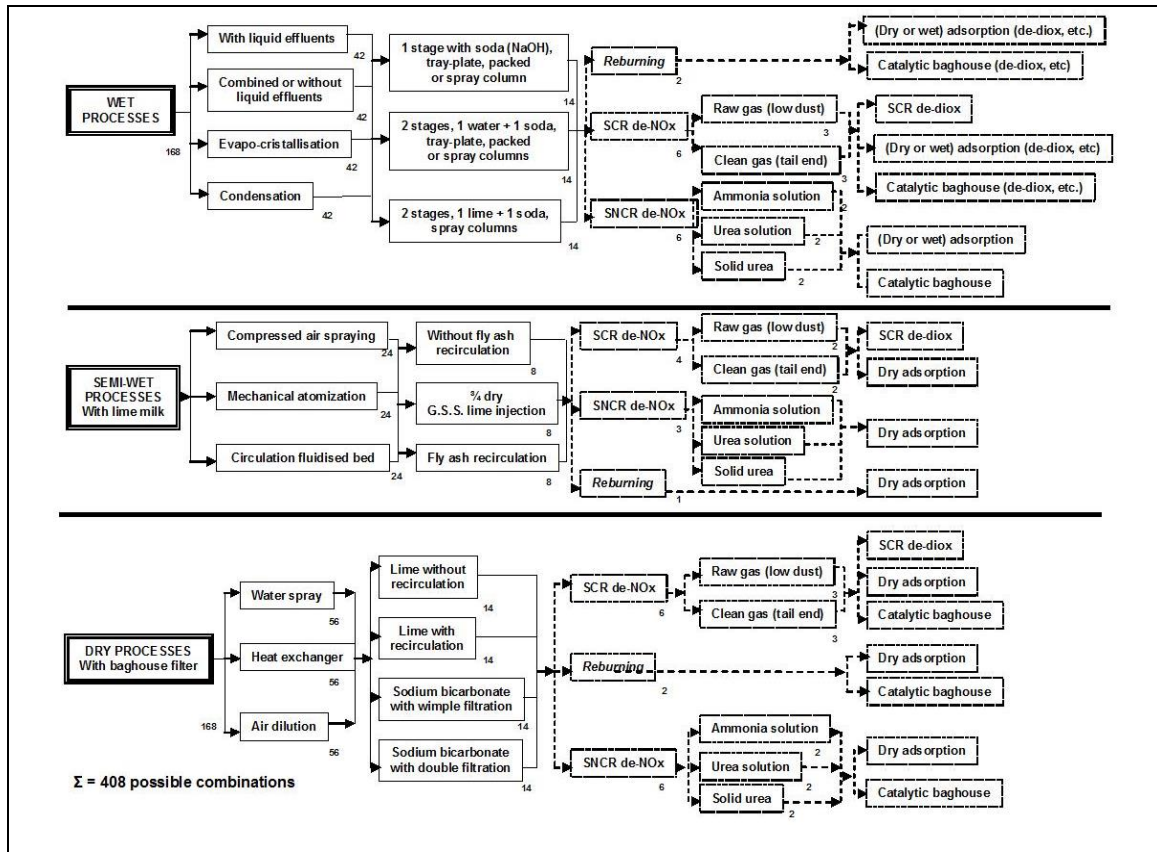 WET
PROCESSES
168
With liquid effluents
42
Combined or without
liquid effluents
42
Evapo-cristallisation
42
Condensation
42
1 stage with soda (NaOH),
tray-plate, packed
or spray column
14
2 stages, 1 water + 1 soda,
tray-plate, packed
or spray columns
14
2 stages, 1 lime + 1 soda,
spray columns
14
Reburning
2
SCR de-NOx
6
SNCR de-NOx
6
Raw gas (low dust)
3
Clean gas (tail end)
3
Ammonia solution
2
Urea solution
2
Solid urea
2
(Dry or wet) adsorption (de-diox, etc.)
Catalytic baghouse (de-diox, etc)
SCR de-diox
(Dry or wet) adsorption (de-diox, etc)
Catalytic baghouse (de-diox, etc.)
(Dry or wet) adsorption
Catalytic baghouse
SEMI-WET
PROCESSES
With lime milk
Compressed air spraying
24
Mechanical atomization
24
Circulation fluidised bed
24
Without fly ash
recirculation
8
¾ dry
G.S.S. lime injection
8
Fly ash recirculation
8
SCR de-NOx
4
SNCR de-NOx
3
Reburning
1
Raw gas (low dust)
2
Clean gas (tail end)
2
Ammonia solution
Urea solution
Solid urea
SCR de-diox
Dry adsorption
Dry adsorption
Dry adsorption
DRY PROCESSES
With baghouse filter
168
Water spray
56
Heat exchanger
56
Air dilution
56
Lime without
recirculation
14
Lime with
recirculation
14
Sodium bicarbonate
with wimple filtration
14
Sodium bicarbonate
with double filtration
14
SCR de-NOx
6
Reburning
2
SNCR de-NOx
6
Raw gas (low dust)
3
Clean gas (tail end)
3
Ammonia solution
2
Urea solution
2
Solid urea
2
SCR de-diox
Dry adsorption
Catalytic baghouse
Dry adsorption
Catalytic baghouse
Dry adsorption
Catalytic baghouse
Σ = 408 possible combinations